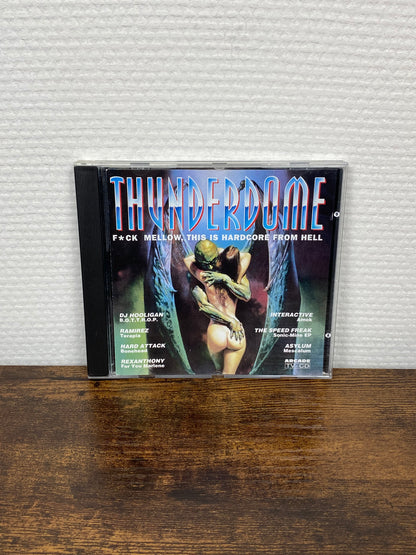 THUNDERDOME
F*CK MELLOW, THIS IS HARDCORE FROM HELL
DJ HOOLIGAN
B.O.T.T.R.O.P.
RAMIREZ
Terapia
HARD ATTACK
Bonehead
REXANTHONY
For You Marlene
INTERACTIVE
Amok
THE SPEED FREAK
Sonic-Mine EP
ASYLUM
Mescalum
ARCADE
TV-CD